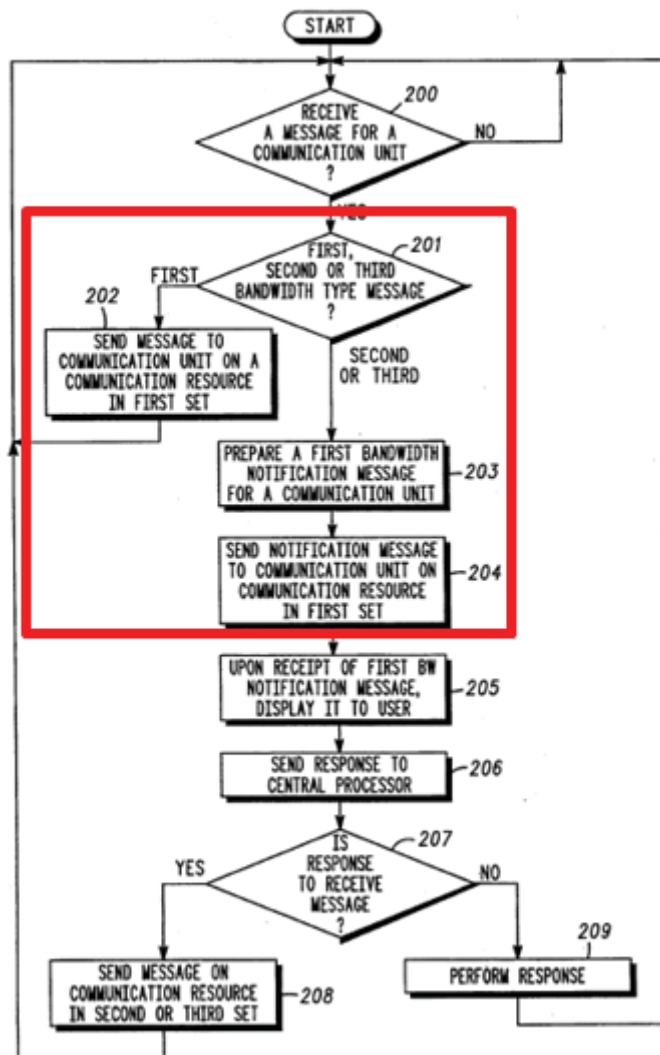 START
200
RECEIVE
A MESSAGE FOR A
COMMUNICATION UNIT
?
NO
YES
201
FIRST,
SECOND OR THIRD
BANDWIDTH TYPE MESSAGE
?
FIRST
202
SEND MESSAGE TO
COMMUNICATION UNIT ON A
COMMUNICATION RESOURCE
IN FIRST SET
SECOND
OR THIRD
PREPARE A FIRST BANDWIDTH
NOTIFICATION MESSAGE
FOR A COMMUNICATION UNIT
203
SEND NOTIFICATION MESSAGE
TO COMMUNICATION UNIT ON
COMMUNICATION RESOURCE
IN FIRST SET
204
UPON RECEIPT OF FIRST BW
NOTIFICATION MESSAGE,
DISPLAY IT TO USER
205
SEND RESPONSE TO
CENTRAL PROCESSOR
206
207
IS
RESPONSE
TO RECEIVE
MESSAGE
?
YES
NO
SEND MESSAGE ON
COMMUNICATION RESOURCE
IN SECOND OR THIRD SET
208
209
PERFORM RESPONSE